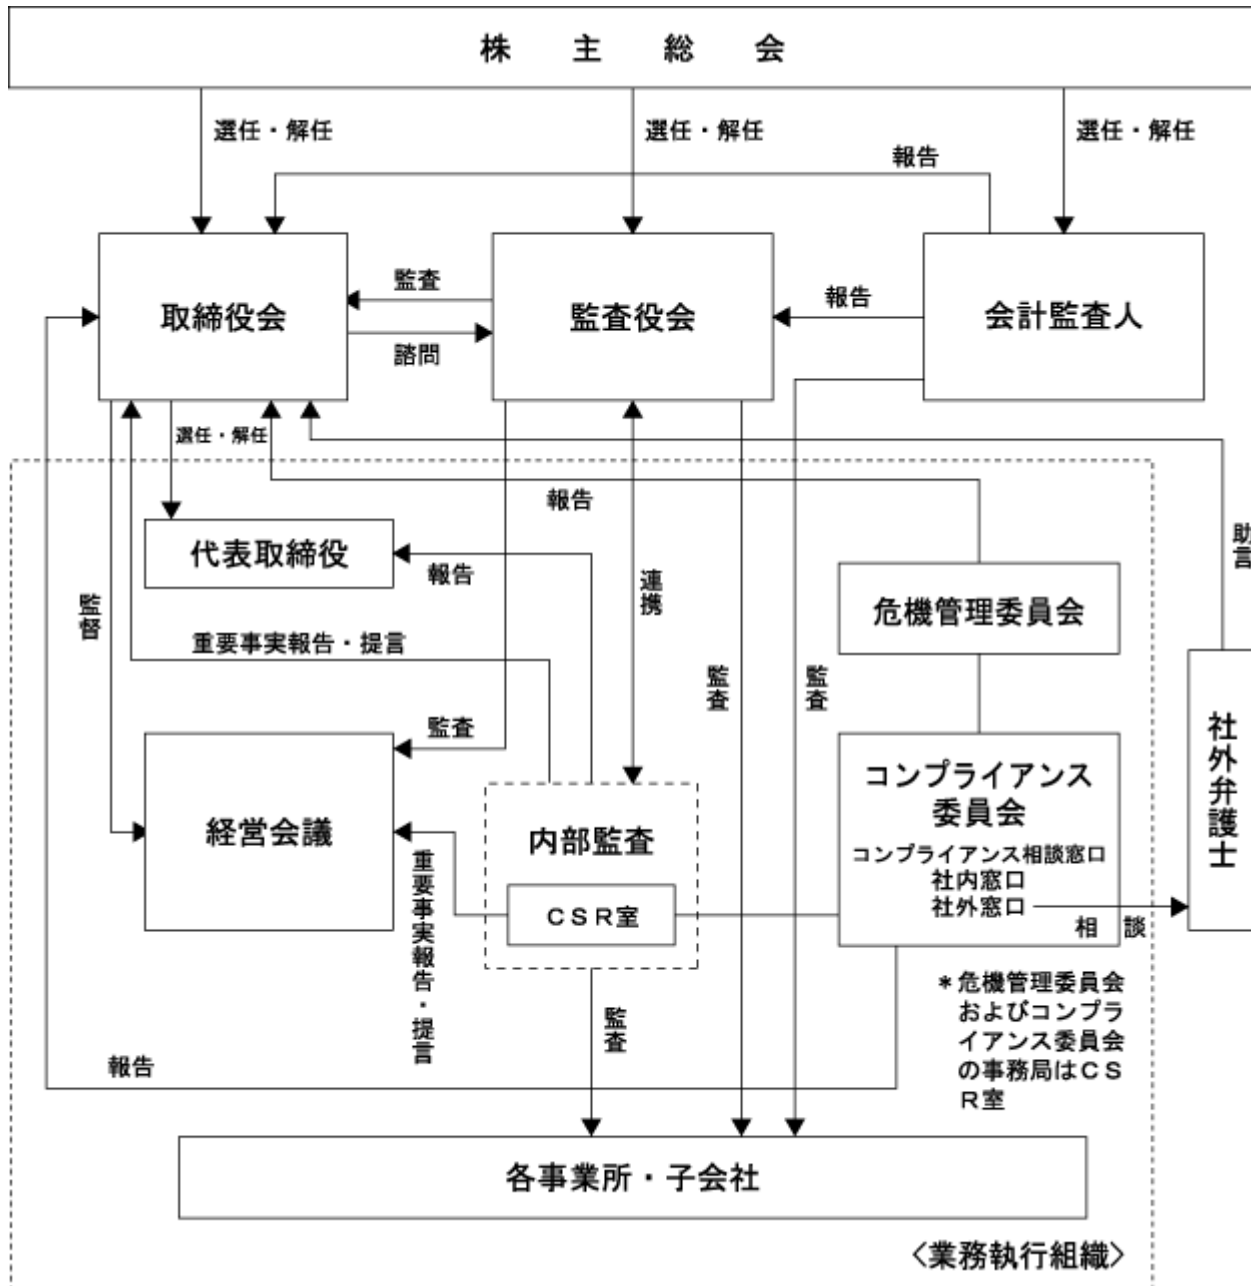 株主総会
選任・解任
選任・解任
選任・解任
報告
取締役会
監査
諮問
監査役会
報告
会計監査人
選任・解任
報告
代表取締役
報告
連携
危機管理委員会
助言
監督
重要事実報告・提言
監査
監査
監査
社外弁護士
経営会議
内部監査
CSR室
重要事実報告・提言
コンプライアンス
委員会
コンプライアンス相談窓口
社内窓口
社外窓口
相談
監査
報告
*危機管理委員会
およびコンプラ
イアンス委員会
の事務局はCS
R室
各事業所・子会社
〈業務執行組織〉